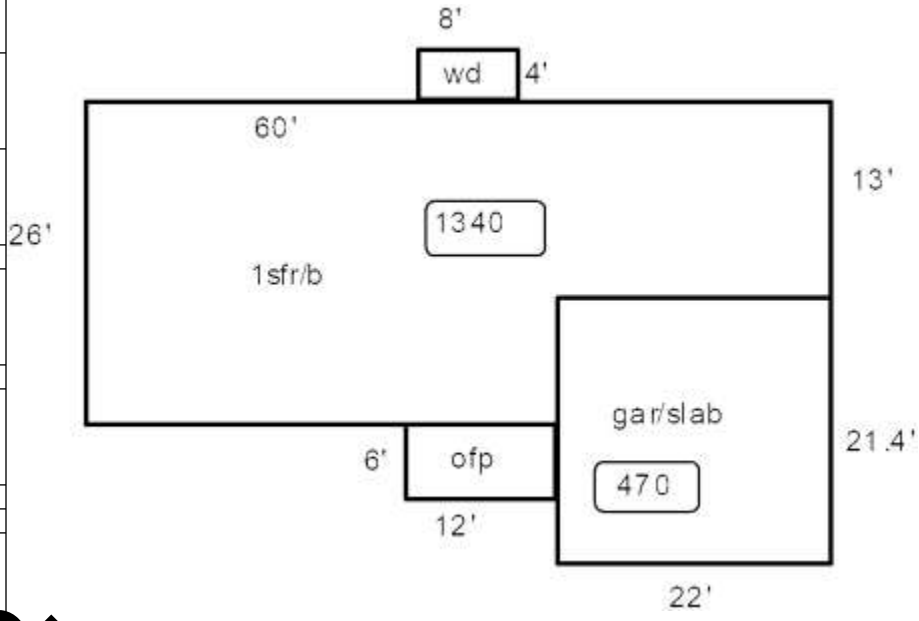 8'
wd 4'
60'
13'
1340
26'
1sfr/b
gar/slab
21.4'
6' ofp
470
12'
22'